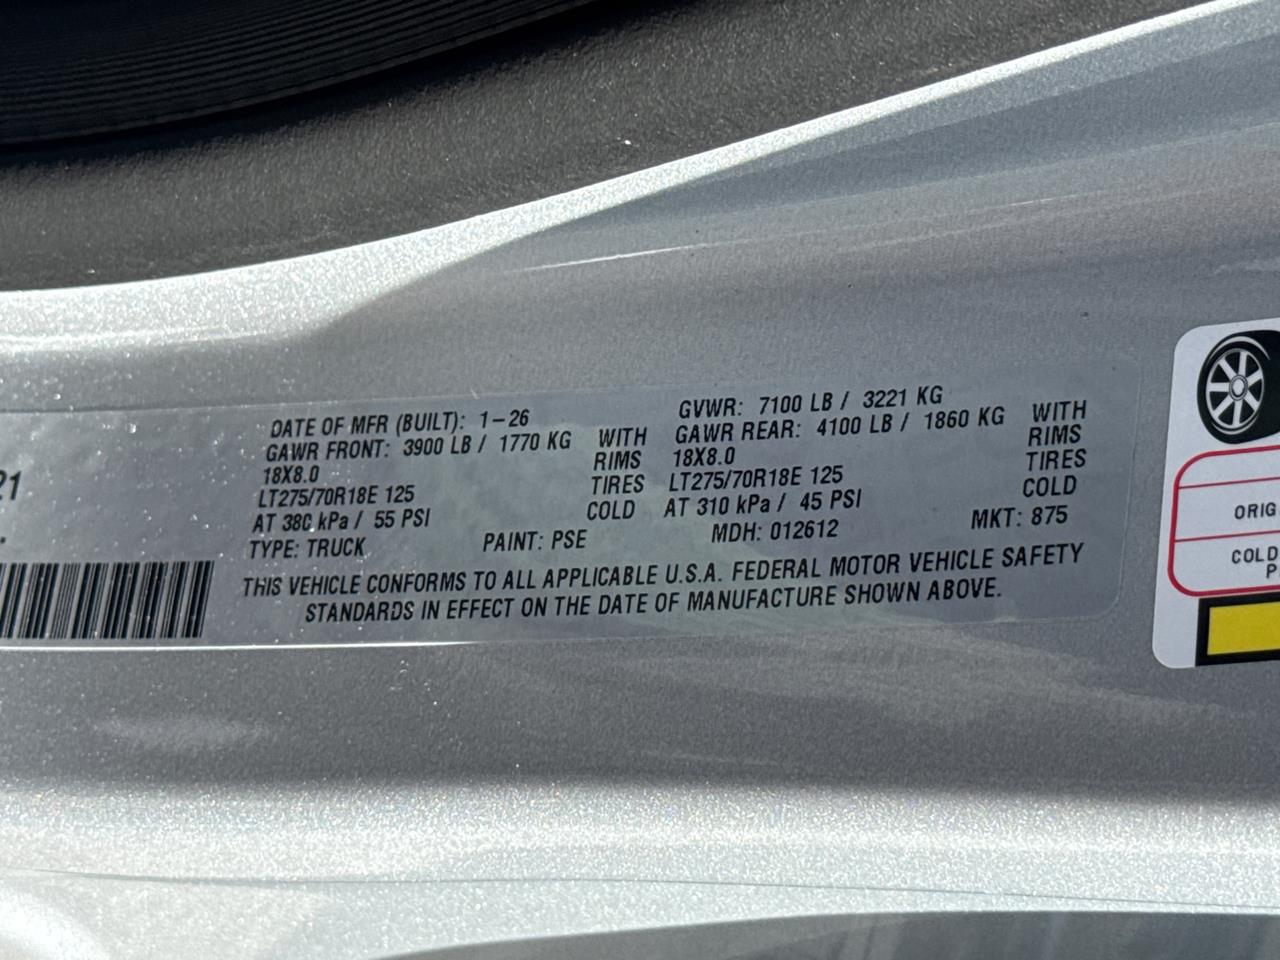 21
DATE OF MFR (BUILT): 1-26
GVWR: 7100 LB / 3221 KG
GAWR FRONT: 3900 LB / 1770 KG WITH
GAWR REAR: 4100 LB / 1860 KG WITH
18X8.0 RIMS
18X8.0 RIMS
LT275/70R18E 125 TIRES
LT275/70R18E 125 TIRES
AT 380 kPa / 55 PSI COLD
AT 310 kPa / 45 PSI COLD
TYPE: TRUCK PAINT: PSE MDH: 012612 MKT: 875
THIS VEHICLE CONFORMS TO ALL APPLICABLE U.S.A. FEDERAL MOTOR VEHICLE SAFETY
STANDARDS IN EFFECT ON THE DATE OF MANUFACTURE SHOWN ABOVE.
ORIG
COLD
P